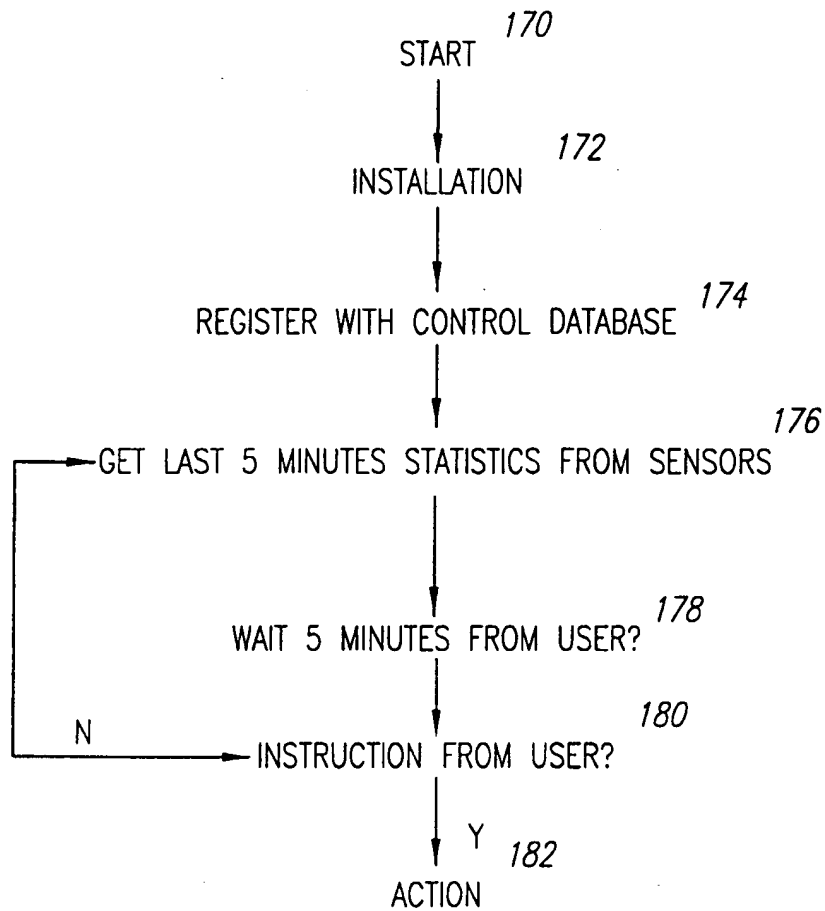 170
START
172
INSTALLATION
174
REGISTER WITH CONTROL DATABASE
176
GET LAST 5 MINUTES STATISTICS FROM SENSORS
178
WAIT 5 MINUTES FROM USER?
180
N
INSTRUCTION FROM USER?
Y
182
ACTION